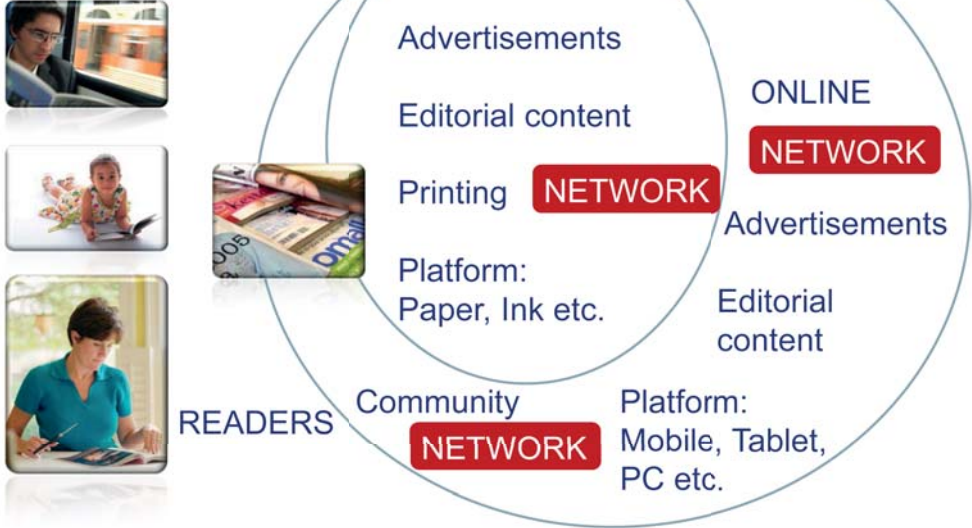 Advertisements
Editorial content
Printing NETWORK
Platform:
Paper, Ink etc.
ONLINE
NETWORK
Advertisements
Editorial
content
READERS
Community
NETWORK
Platform:
Mobile, Tablet,
PC etc.